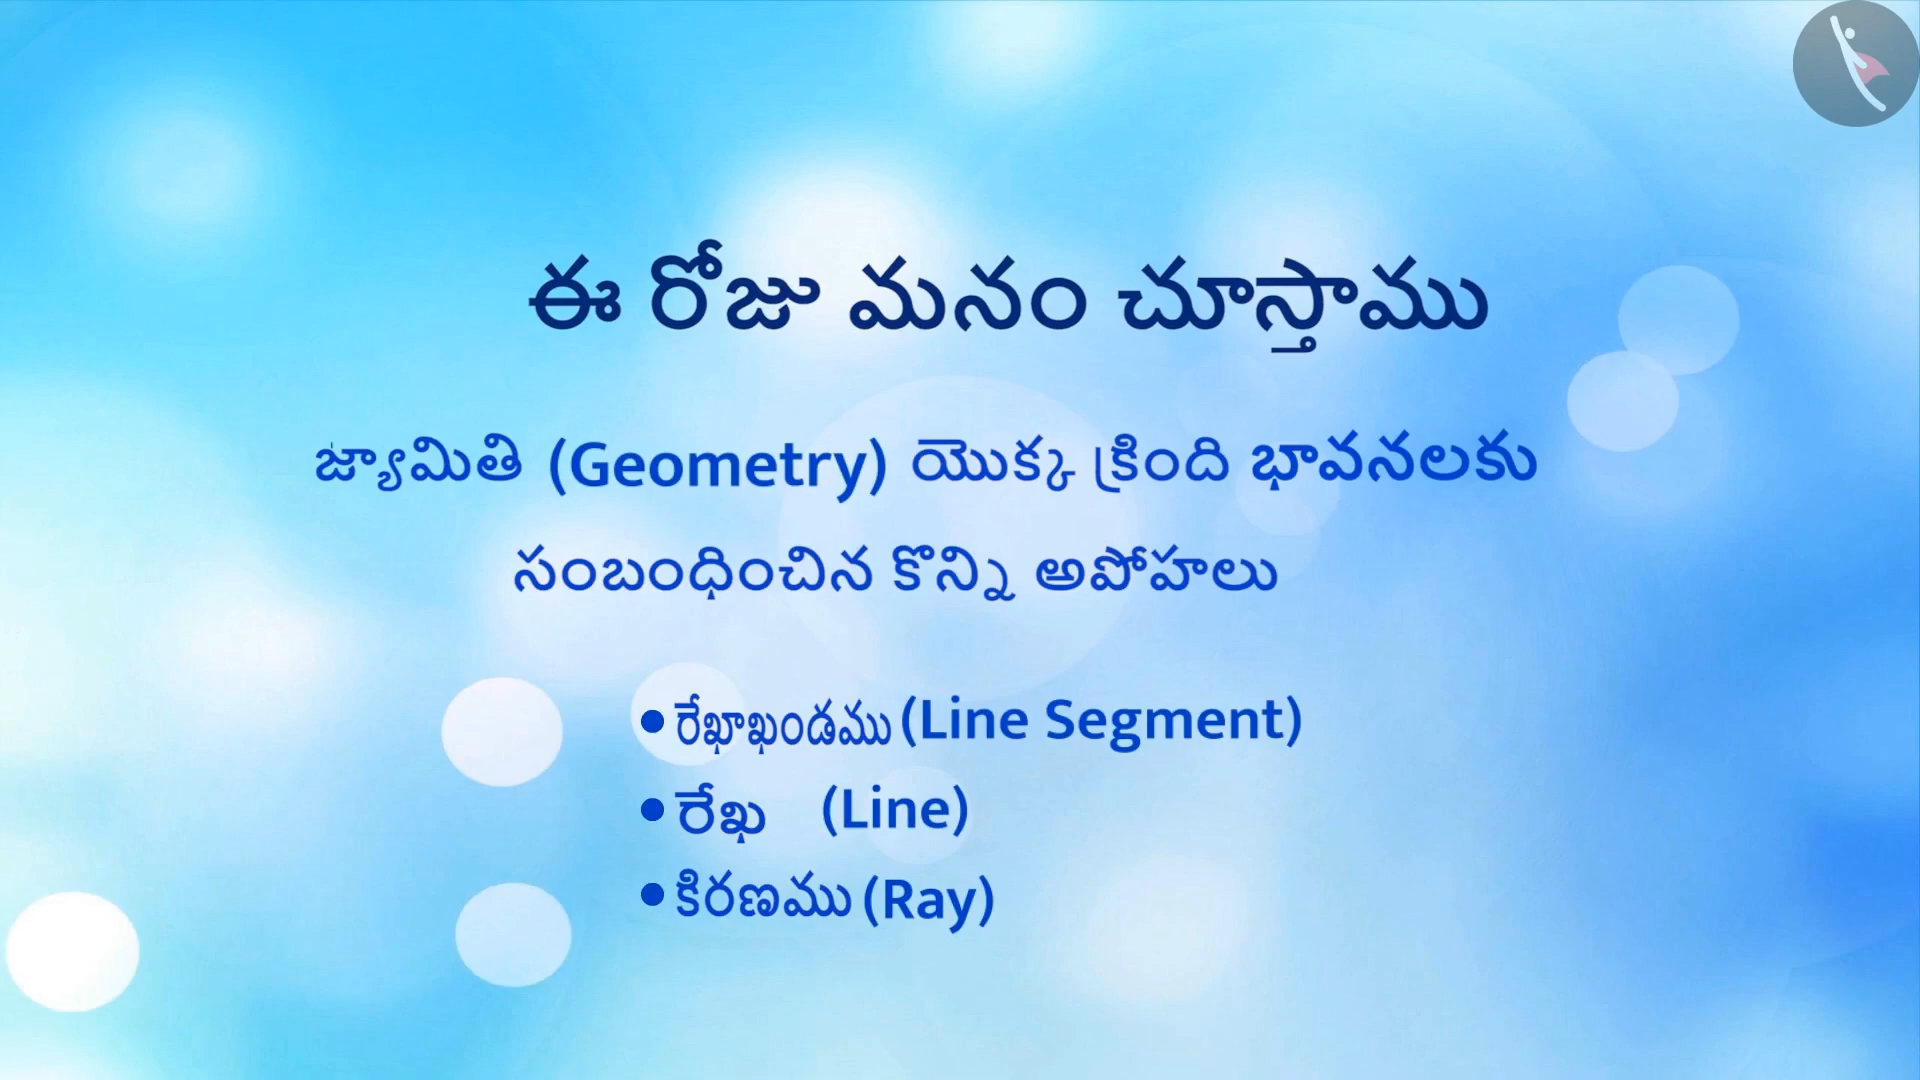 ఈ రోజు మనం చూస్తాము
జ్యామితి (Geometry) యొక్క క్రింది భావనలకు
సంబంధించిన కొన్ని అపోహలు
• రేఖాఖండము (Line Segment)
• రేఖ (Line)
• కిరణము (Ray)